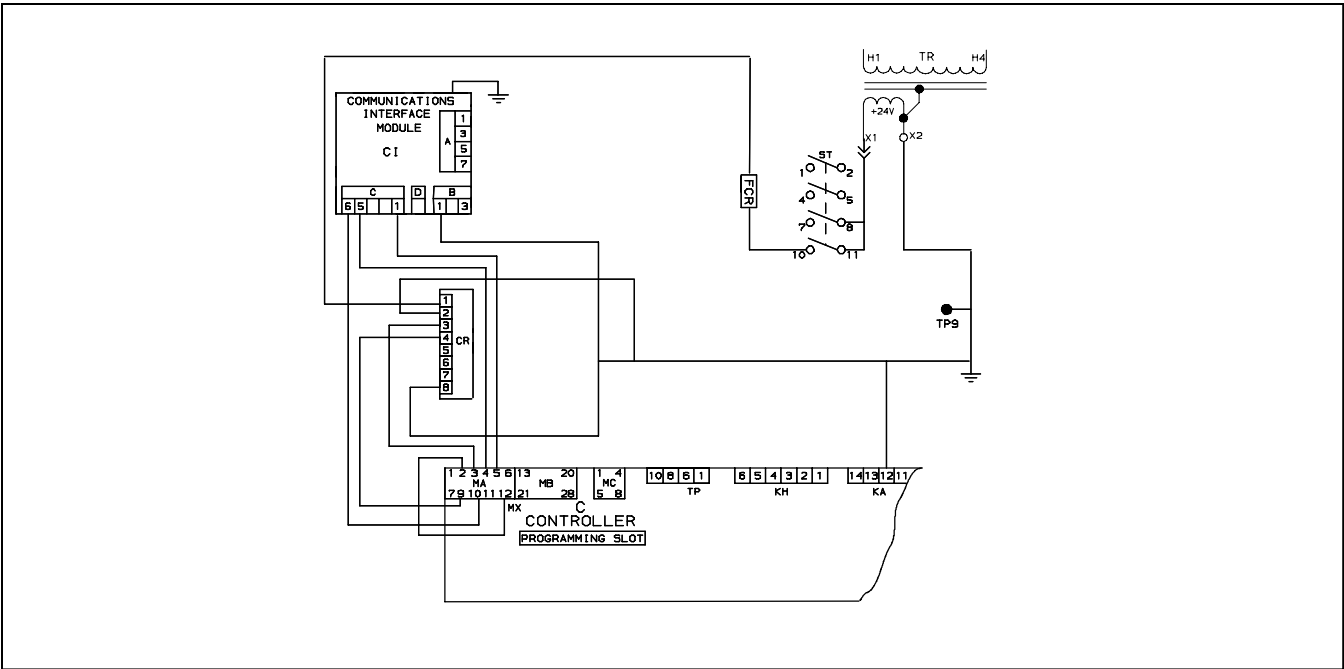 H1 TR H4
+24V
X1 X2
COMMUNICATIONS
INTERFACE
MODULE
CI
A
1
3
5
7
C D B
6 5 1 1 3
FCR
ST
1 2
4 5
7 8
10 11
TP9
1
2
3
4
5
6
7
8
CR
1 2 3 4 5 6 13 20 1 4
MA MB MC
7 9 10 11 12 21 28 5 8
MX
10 8 6 1
TP
6 5 4 3 2 1
KH
14 13 12 11
KA
C
CONTROLLER
PROGRAMMING SLOT